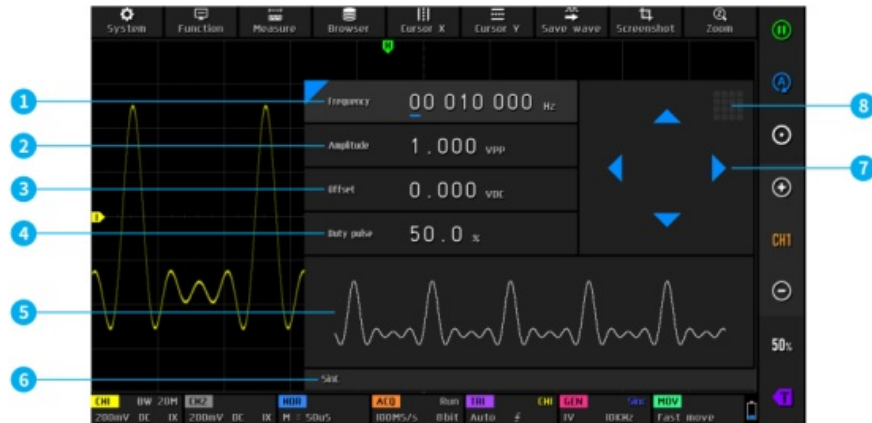 System Function Measure Browser Cursor X Cursor Y Save wave Screenshot Zoom
H
1 Frequency 00 010 000 Hz 8
2 Amplitude 1.000 VPP
3 Offset 0.000 VDC 7
4 Duty pulse 50.0 %
CH1
5
50%
6 Sinc
T
CH1 BW 20M CH2 HOR ACQ Run TRI CH1 GEN Sinc MOV
200mV DC 1X 200mV DC 1X M = 50uS 100MS/s 8bit Auto 1V 10KHz Fast move